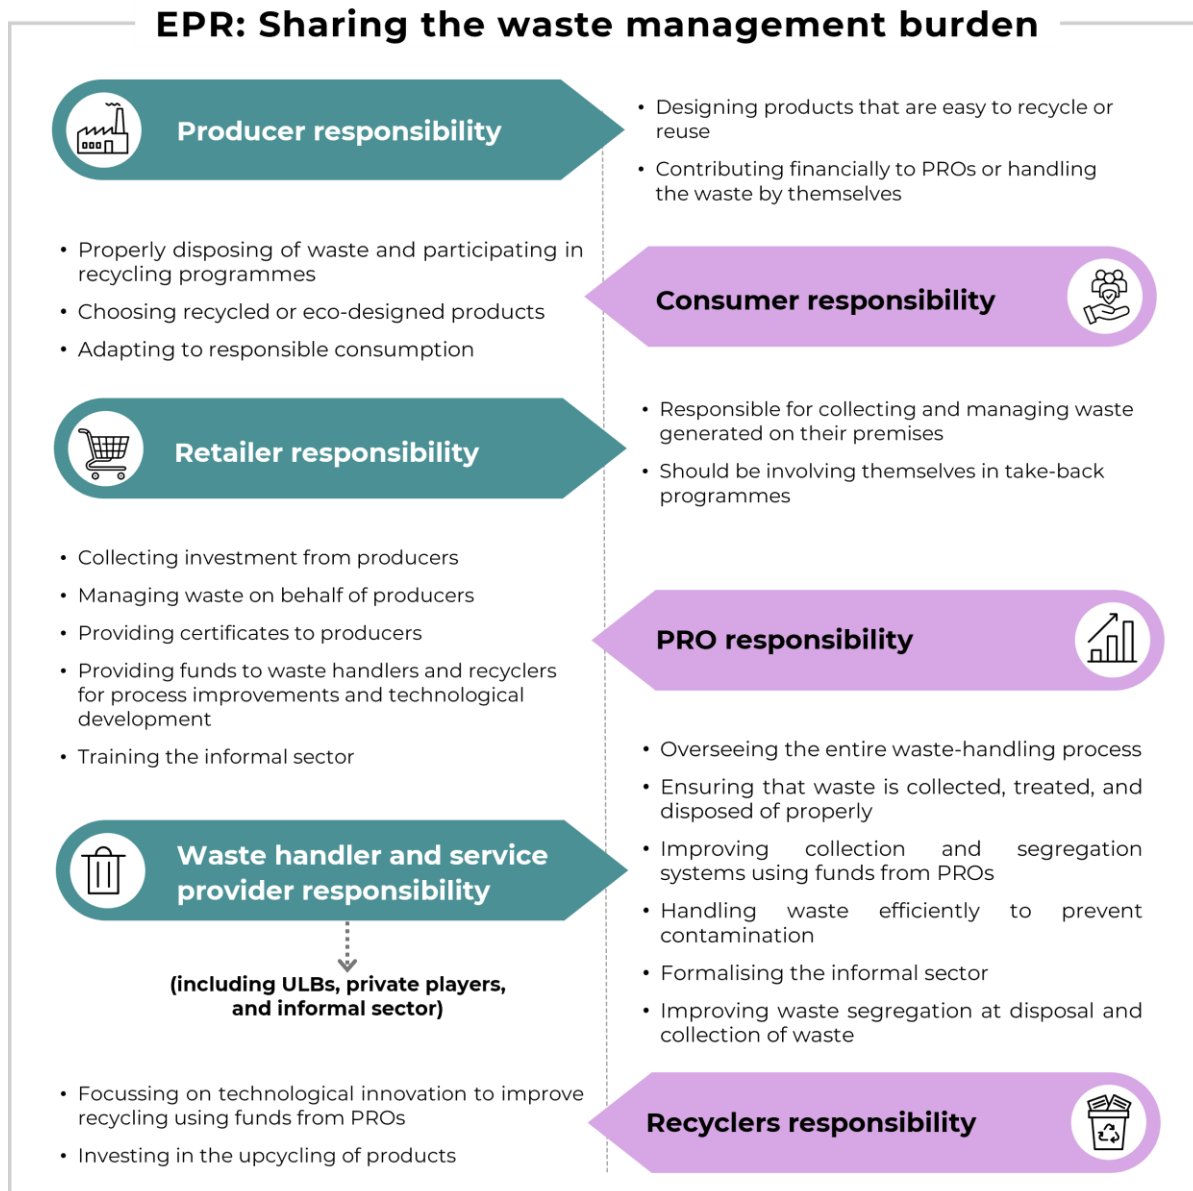 EPR: Sharing the waste management burden
Producer responsibility
• Designing products that are easy to recycle or
reuse
• Contributing financially to PROs or handling
the waste by themselves
Consumer responsibility
• Properly disposing of waste and participating in
recycling programmes
• Choosing recycled or eco-designed products
• Adapting to responsible consumption
Retailer responsibility
• Responsible for collecting and managing waste
generated on their premises
• Should be involving themselves in take-back
programmes
PRO responsibility
• Collecting investment from producers
• Managing waste on behalf of producers
• Providing certificates to producers
• Providing funds to waste handlers and recyclers
for process improvements and technological
development
• Training the informal sector
Waste handler and service
provider responsibility
(including ULBs, private players,
and informal sector)
• Overseeing the entire waste-handling process
• Ensuring that waste is collected, treated, and
disposed of properly
• Improving collection and segregation
systems using funds from PROs
• Handling waste efficiently to prevent
contamination
• Formalising the informal sector
• Improving waste segregation at disposal and
collection of waste
Recyclers responsibility
• Focussing on technological innovation to improve
recycling using funds from PROs
• Investing in the upcycling of products